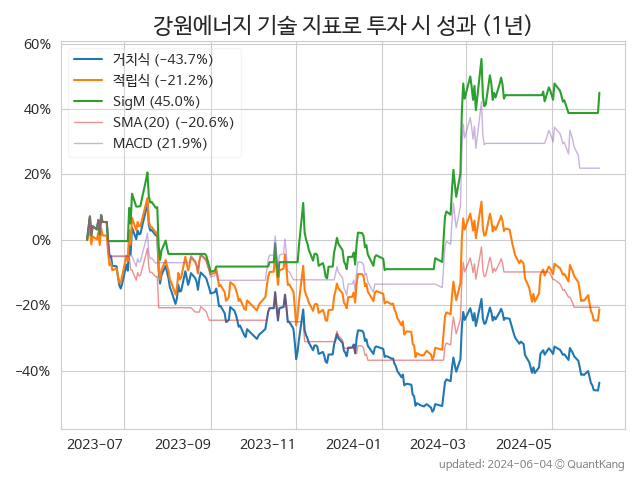 강원에너지 기술 지표로 투자 시 성과 (1년)
60%
40%
20%
0%
−20%
−40%
거치식 (−43.7%)
적립식 (−21.2%)
SigM (45.0%)
SMA(20) (−20.6%)
MACD (21.9%)
2023-07
2023-09
2023-11
2024-01
2024-03
2024-05
updated: 2024-06-04 © QuantKang